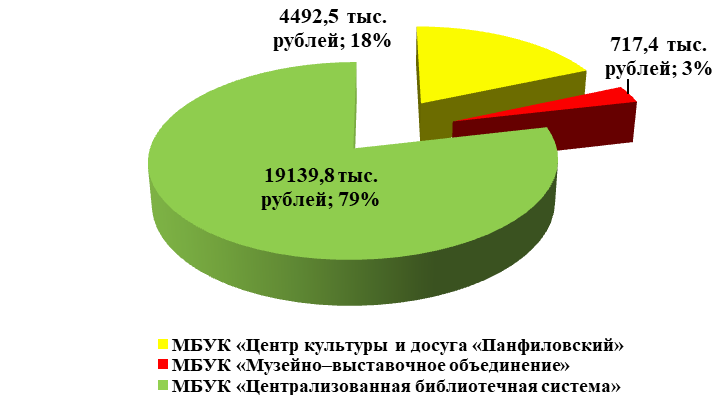 4492,5 тыс.
рублей; 18%
717,4 тыс.
рублей; 3%
19139,8 тыс.
рублей; 79%
МБУК «Центр культуры и досуга «Панфиловский»
МБУК «Музейно–выставочное объединение»
МБУК «Централизованная библиотечная система»